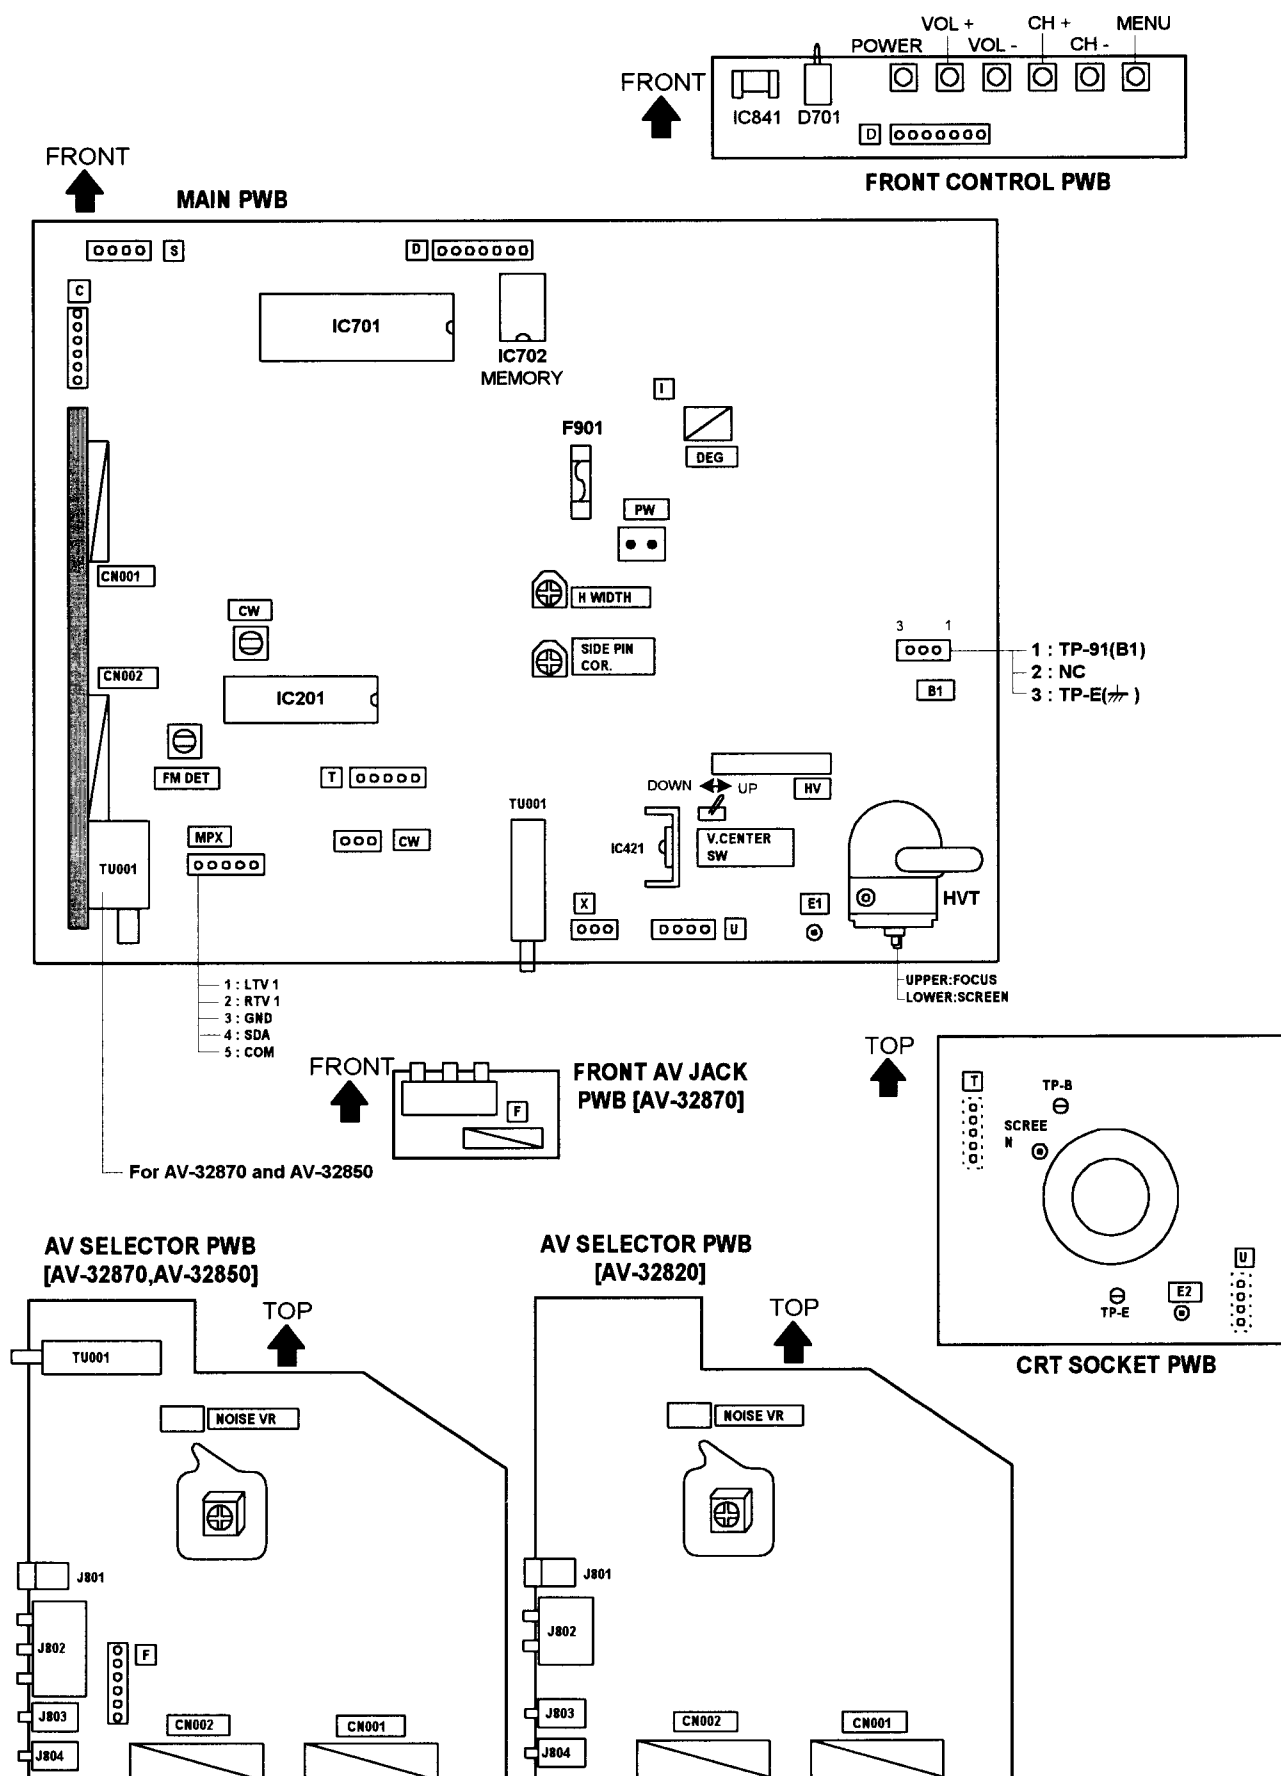 VOL + CH + MENU
POWER VOL - CH -
FRONT
IC841 D701
D
FRONT CONTROL PWB
FRONT
MAIN PWB
S
D
C
IC701
IC702
MEMORY
I
F901
DEG
PW
CN001
H WIDTH
CW
SIDE PIN
COR.
3 1
1 : TP-91(B1)
2 : NC
3 : TP-E( )
B1
CN002
IC201
FM DET
T
DOWN UP
HV
TU001
MPX
CW
IC421
V.CENTER
SW
TU001
X
U
E1
HVT
UPPER:FOCUS
LOWER:SCREEN
1 : LTV 1
2 : RTV 1
3 : GND
4 : SDA
5 : COM
FRONT
FRONT AV JACK
PWB [AV-32870]
F
For AV-32870 and AV-32850
TOP
T
TP-B
SCREE
N
U
E2
TP-E
CRT SOCKET PWB
AV SELECTOR PWB
[AV-32870,AV-32850]
TOP
TU001
NOISE VR
J801
J802
F
J803
J804
CN002
CN001
AV SELECTOR PWB
[AV-32820]
TOP
NOISE VR
J801
J802
J803
J804
CN002
CN001